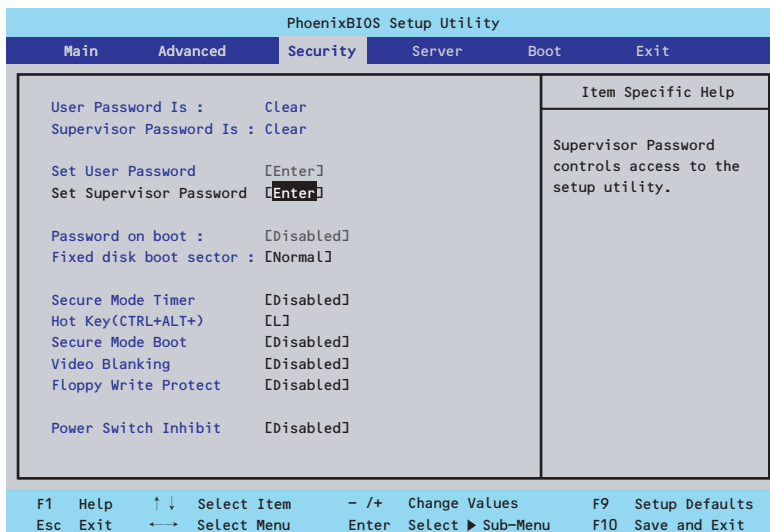 PhoenixBIOS Setup Utility
Main Advanced Security Server Boot Exit
User Password Is : Clear
Supervisor Password Is : Clear
Set User Password [Enter]
Set Supervisor Password [Enter]
Password on boot : [Disabled]
Fixed disk boot sector : [Normal]
Secure Mode Timer [Disabled]
Hot Key(CTRL+ALT+) [L]
Secure Mode Boot [Disabled]
Video Blanking [Disabled]
Floppy Write Protect [Disabled]
Power Switch Inhibit [Disabled]
Item Specific Help
Supervisor Password
controls access to the
setup utility.
F1 Help ↑↓ Select Item − /+ Change Values F9 Setup Defaults
Esc Exit ←→ Select Menu Enter Select ▶ Sub−Menu F10 Save and Exit